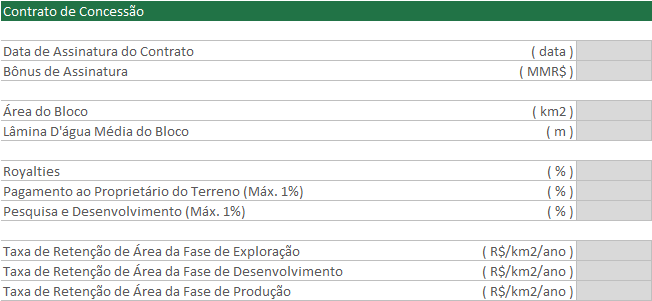 Contrato de Concessão
Data de Assinatura do Contrato ( data )
Bônus de Assinatura ( MMR$ )
Área do Bloco ( km2 )
Lâmina D'água Média do Bloco ( m )
Royalties ( % )
Pagamento ao Proprietário do Terreno (Máx. 1%) ( % )
Pesquisa e Desenvolvimento (Máx. 1%) ( % )
Taxa de Retenção de Área da Fase de Exploração ( R$/km2/ano )
Taxa de Retenção de Área da Fase de Desenvolvimento ( R$/km2/ano )
Taxa de Retenção de Área da Fase de Produção ( R$/km2/ano )